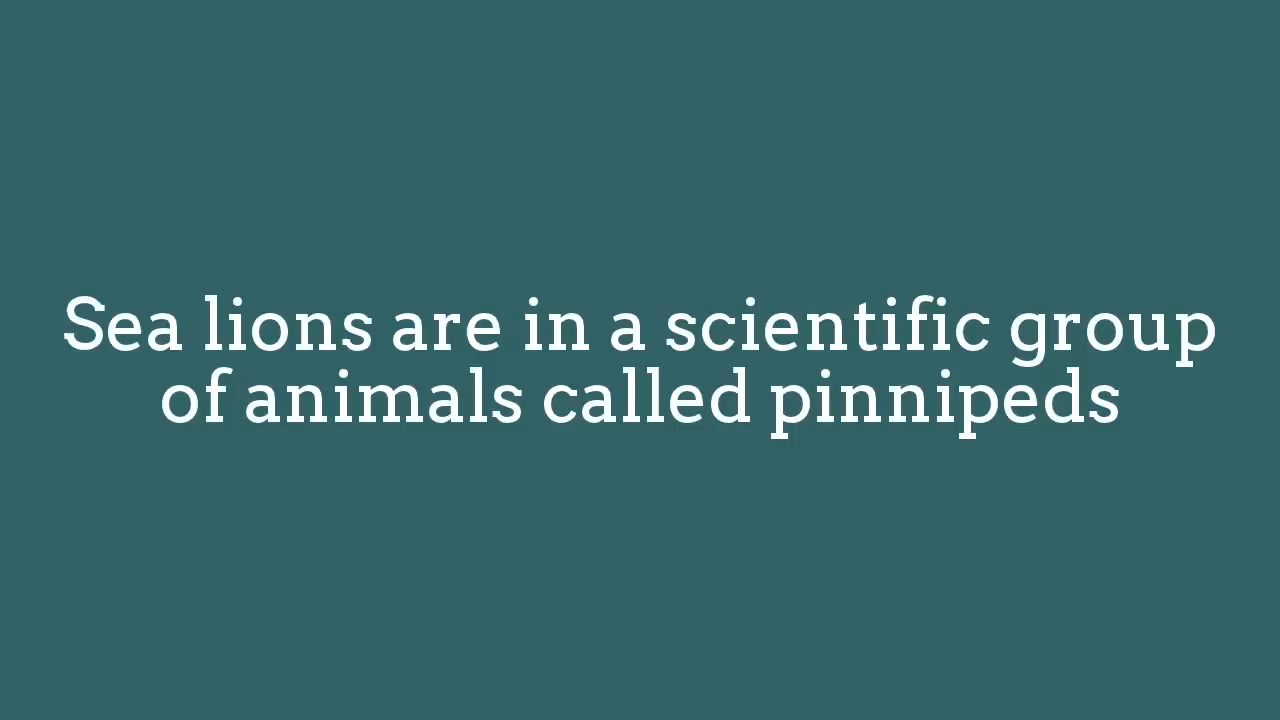 Sea lions are in a scientific group
of animals called pinnipeds